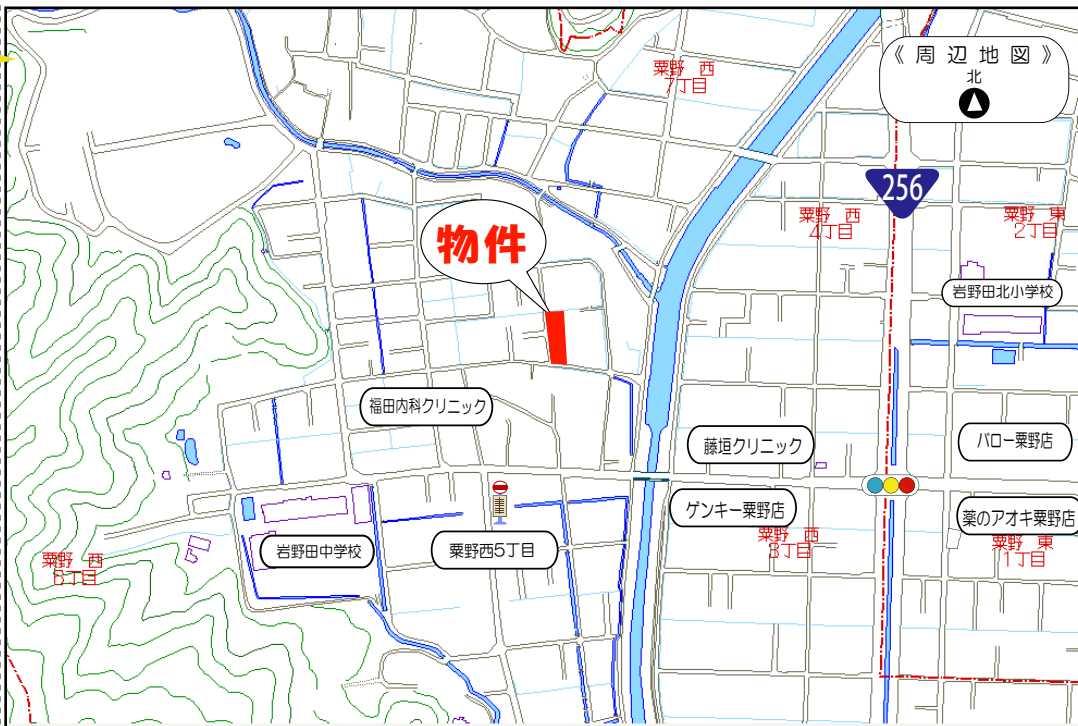 《 周 辺 地 図 》
北
粟野 西
7丁目
256
粟野 西
4丁目
粟野 東
2丁目
物件
岩野田北小学校
福田内科クリニック
藤垣クリニック
バロー粟野店
ゲンキー粟野店
薬のアオキ粟野店
粟野 西
3丁目
粟野 東
1丁目
岩野田中学校
粟野西5丁目
粟野 西
6丁目